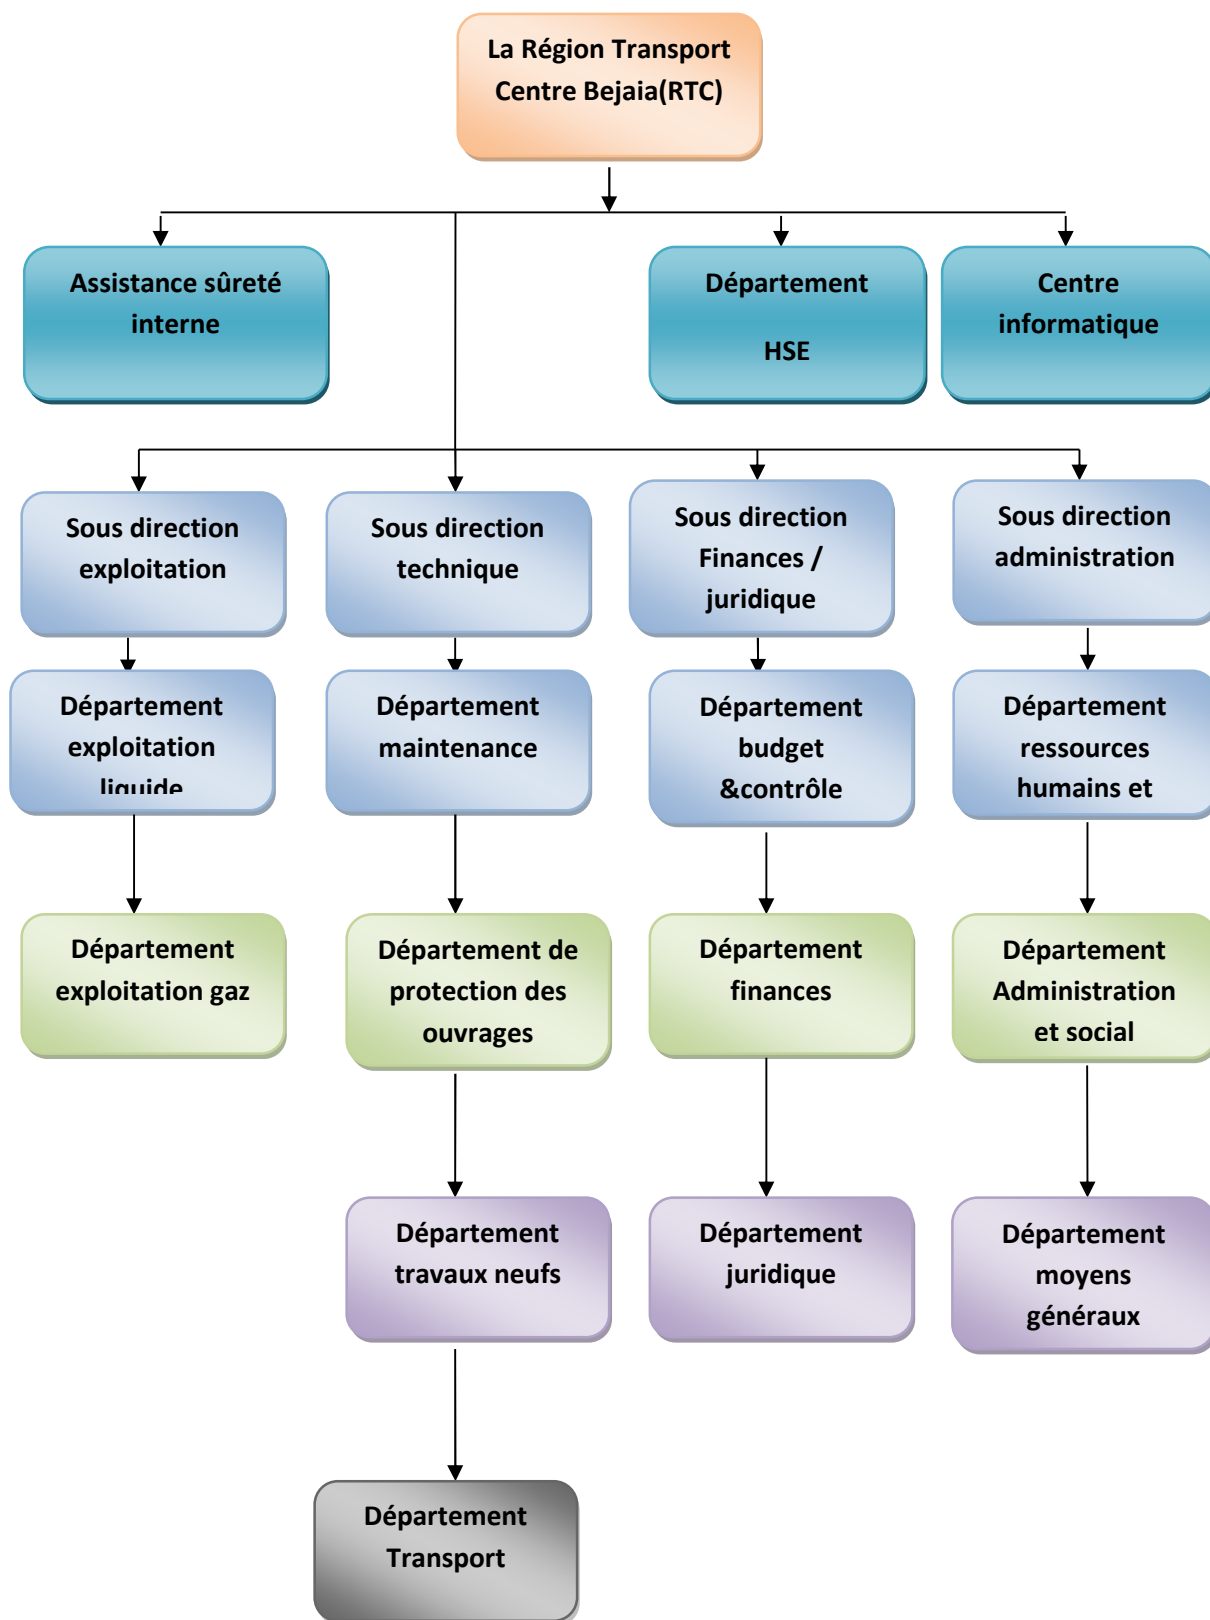 La Région Transport
Centre Bejaia(RTC)
Assistance sûreté
interne
Département
HSE
Centre
informatique
Sous direction
exploitation
Sous direction
technique
Sous direction
Finances /
juridique
Sous direction
administration
Département
exploitation
liquide
Département
maintenance
Département
budget
&contrôle
Département
ressources
humains et
Département
exploitation gaz
Département de
protection des
ouvrages
Département
finances
Département
Administration
et social
Département
travaux neufs
Département
juridique
Département
moyens
généraux
Département
Transport